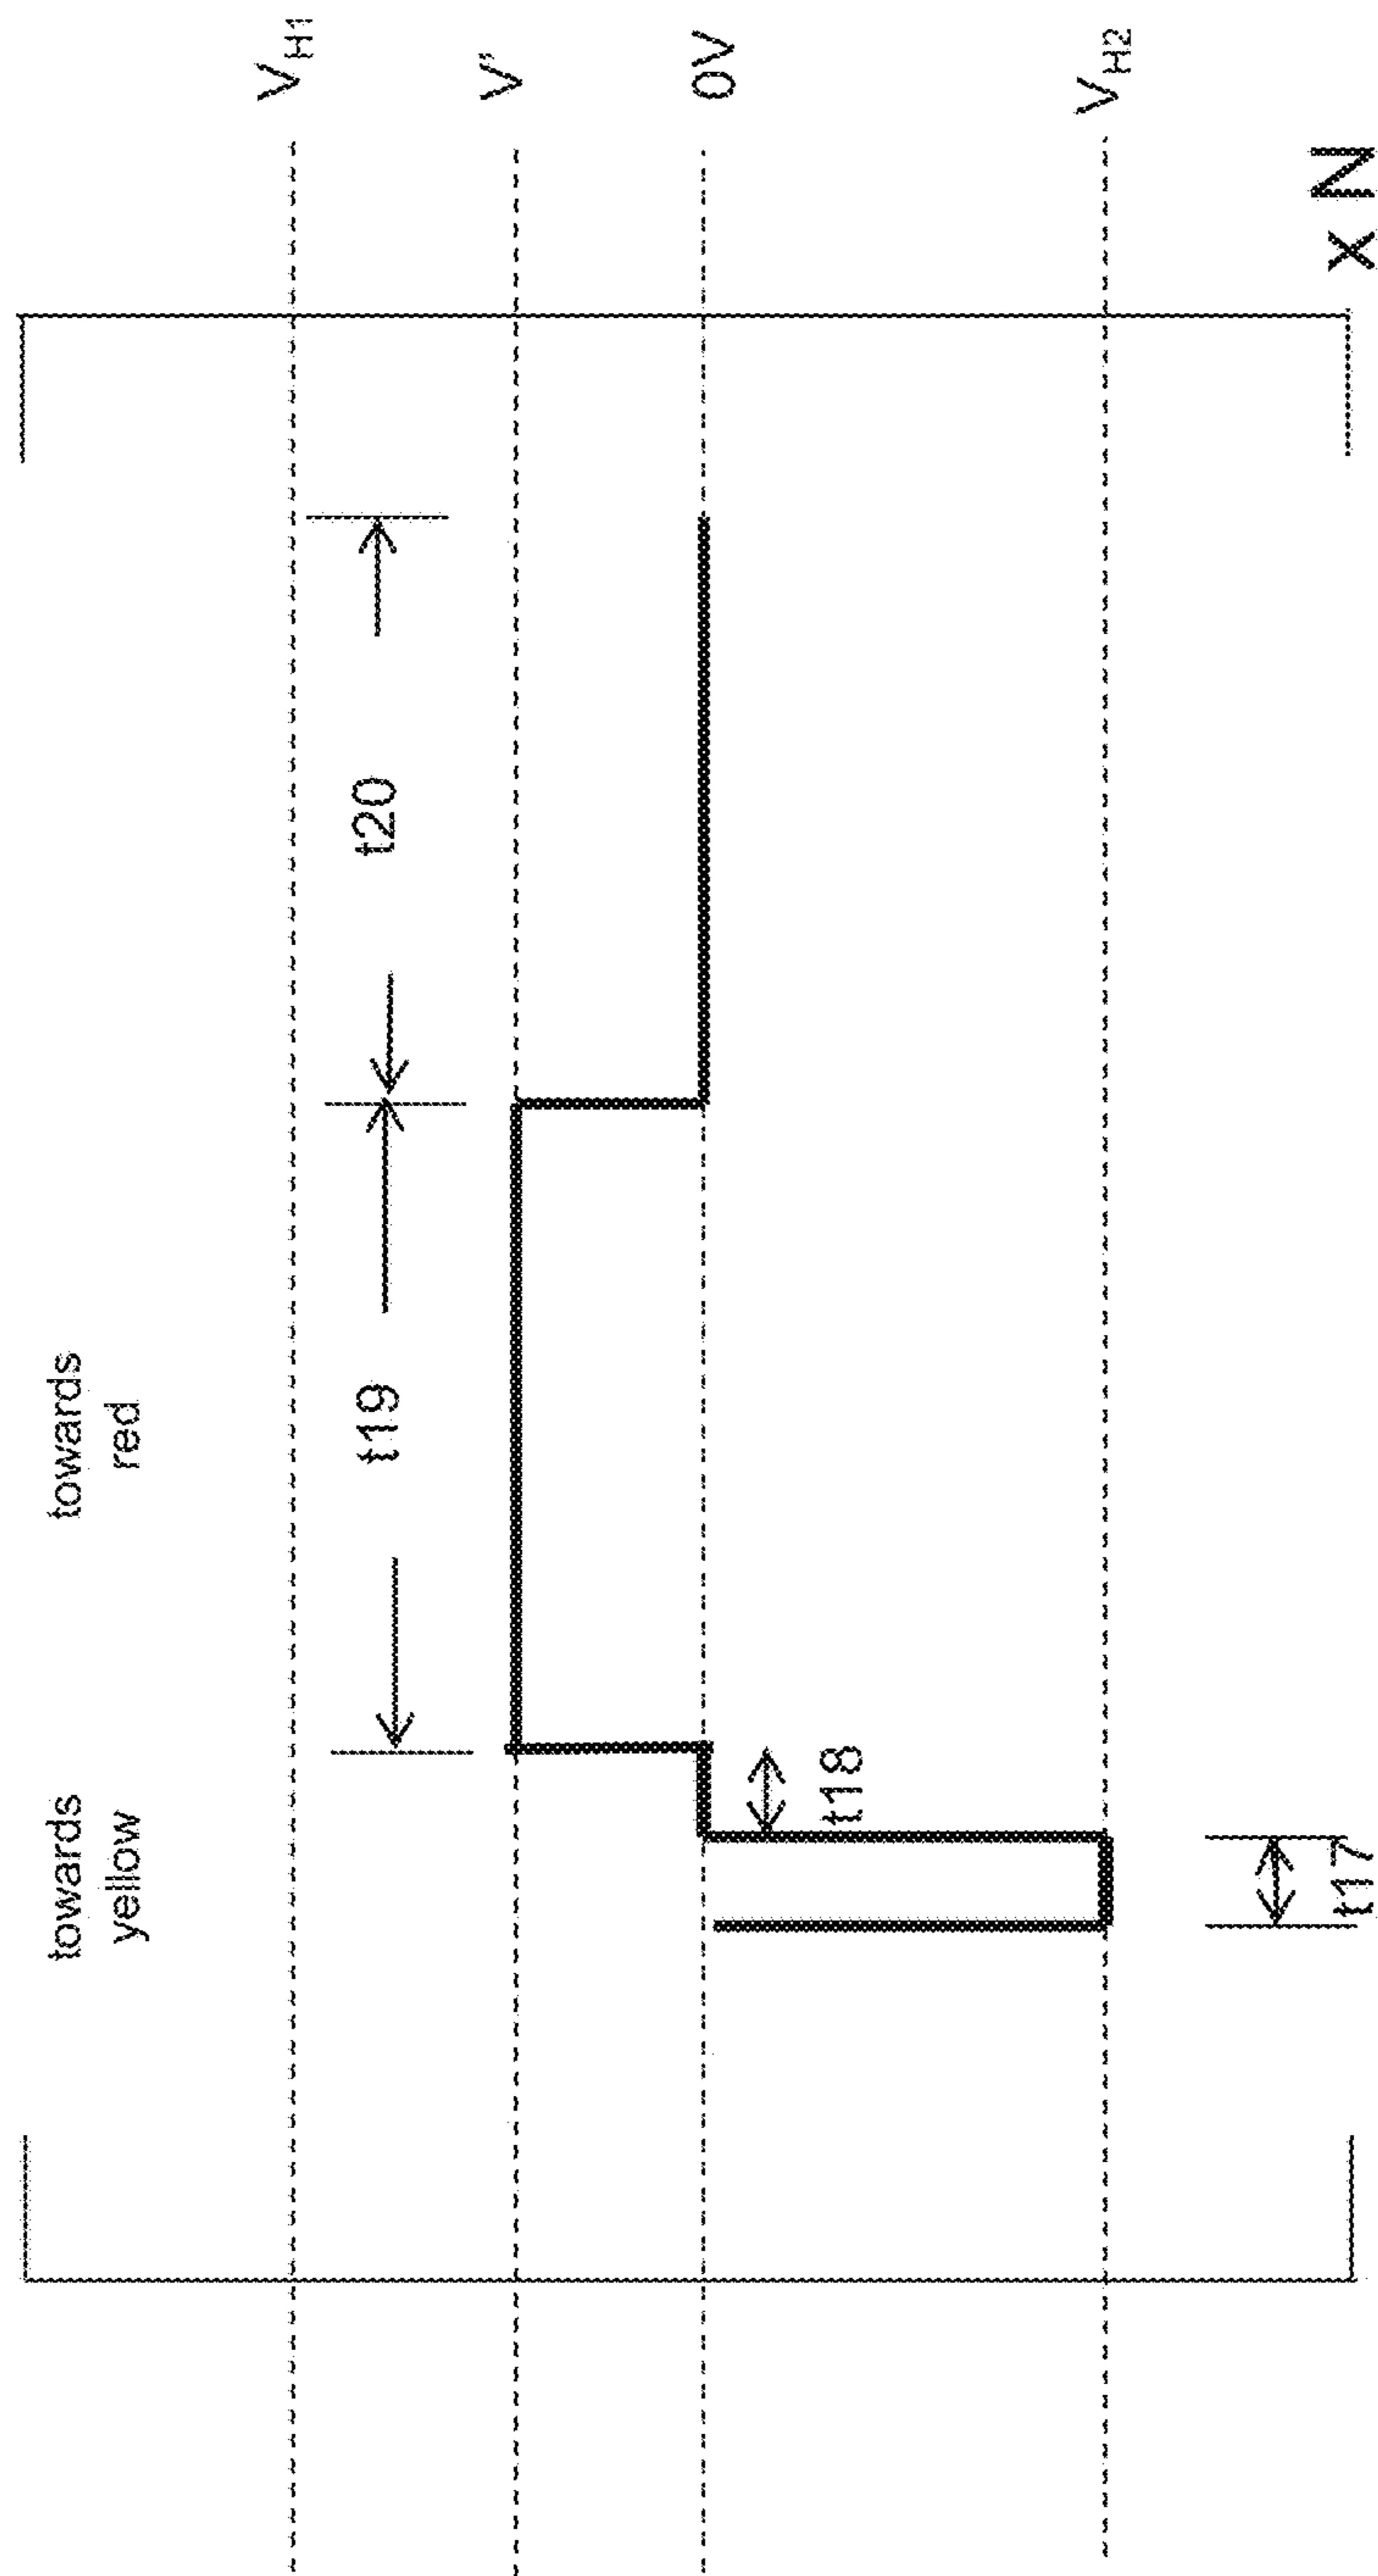 towards
yellow
towards
red
V_H1
t19
t20
V'
0V
t18
V_H2
t17
x N